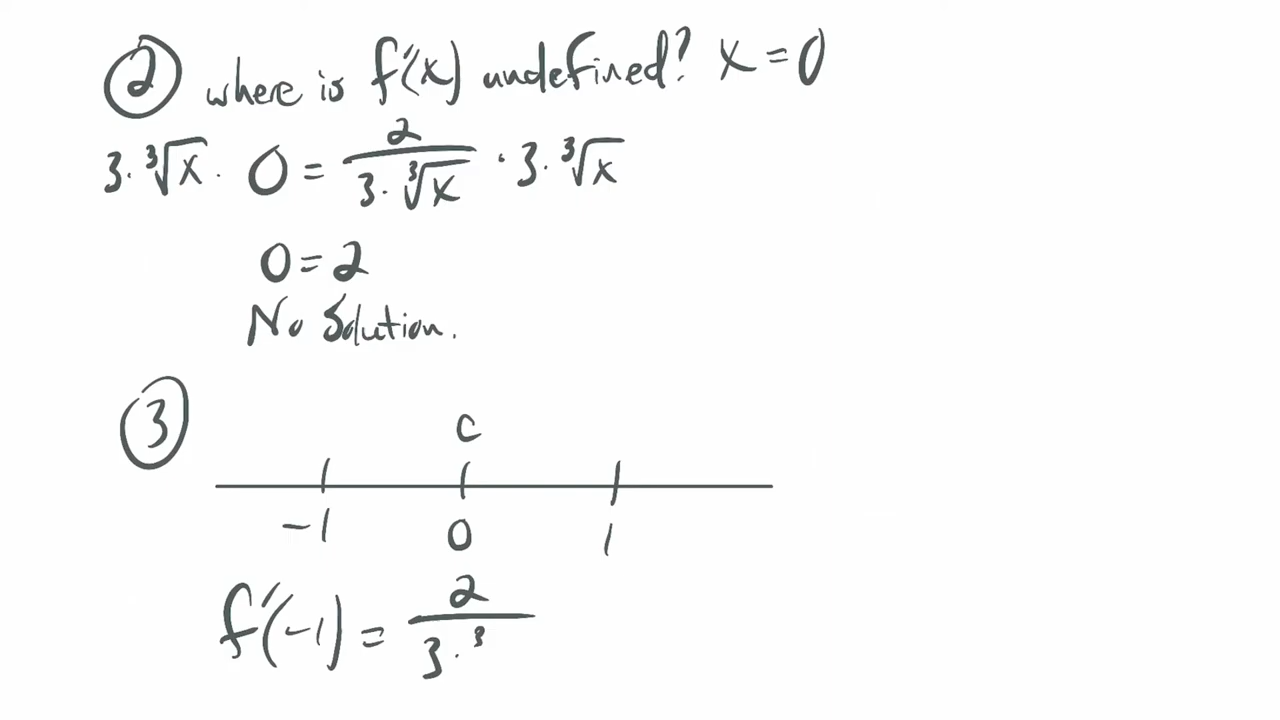 ② where is f'(x) undefined? x = 0
3 · ∛x · 0 = 2 / (3 · ∛x) · 3 · ∛x
0 = 2
No Solution.
③
c
-1 0 1
f'(-1) = 2 / (3 · ³